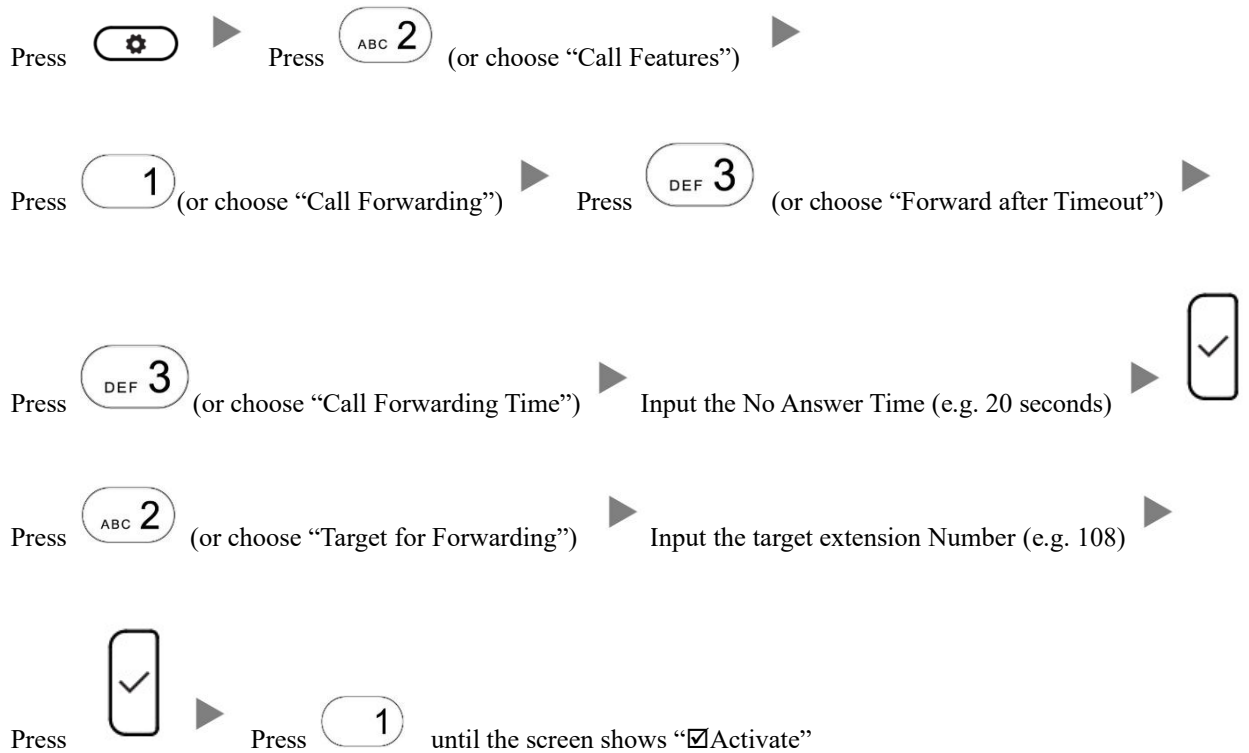 Press Press ABC 2 (or choose “Call Features”)
Press 1 (or choose “Call Forwarding”) Press DEF 3 (or choose “Forward after Timeout”)
Press DEF 3 (or choose “Call Forwarding Time”) Input the No Answer Time (e.g. 20 seconds)
Press ABC 2 (or choose “Target for Forwarding”) Input the target extension Number (e.g. 108)
Press Press 1 until the screen shows “☑Activate”